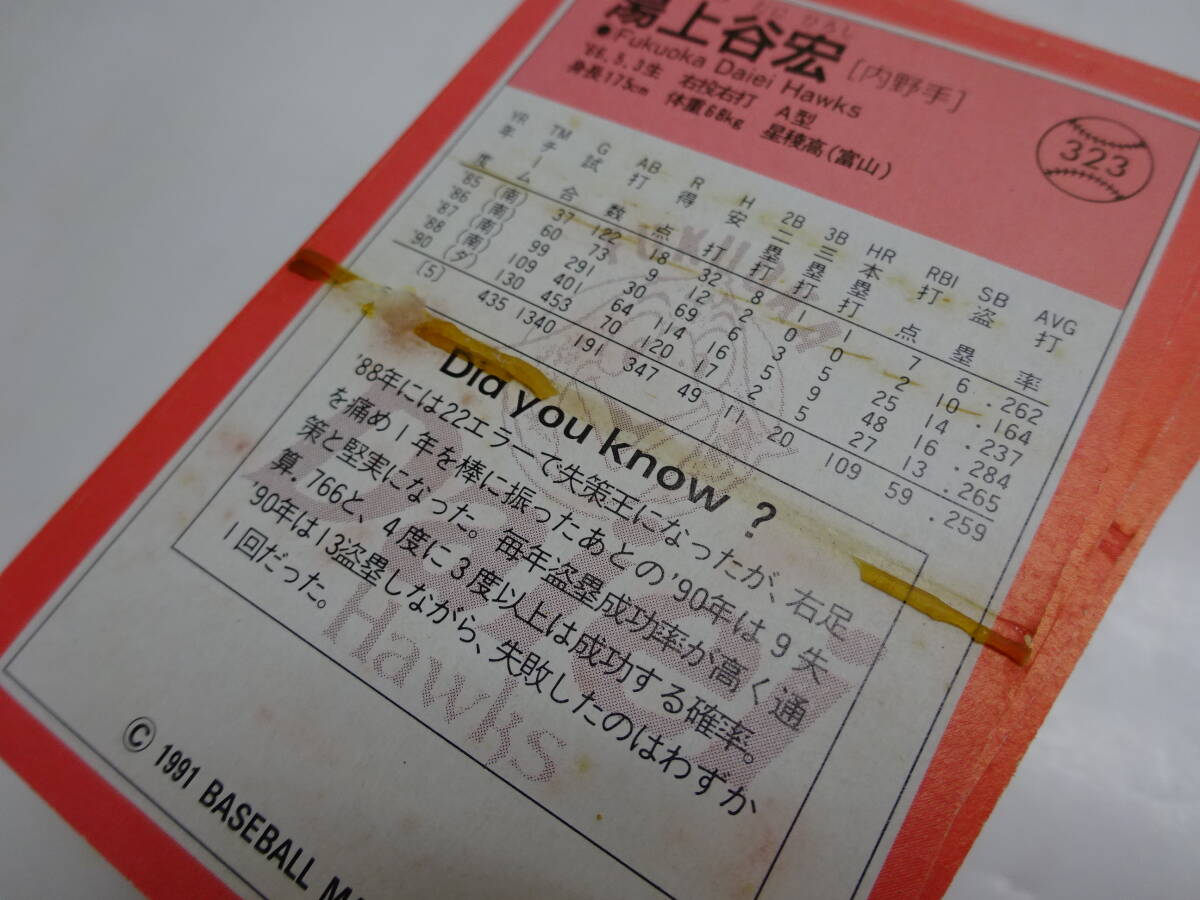 湯上谷宏 [内野手]
●Fukuoka Daiei Hawks
'66.5.3生 右投右打 A型
身長175cm 体重68kg 星稜高(富山)
323
YR TM G AB R H 2B 3B HR RBI SB AVG
年度 チーム 試合 打数 得点 安打 二塁打 三塁打 本塁打 打点 盗塁 打率
'85 (南) 37 122 18 32 8 1 1 7 6 .262
'86 (南) 60 73 9 12 2 0 0 2 10 .164
'87 (南) 99 291 30 69 6 3 5 25 14 .237
'88 (南) 109 401 64 114 16 5 9 48 16 .284
'90 (ダ) 130 453 70 120 17 2 5 27 13 .265
(5) 435 1340 191 347 49 11 20 109 59 .259
Did you know ?
'88年には22エラーで失策王になったが、右足
を痛め1年を棒に振ったあとの'90年は9失
策と堅実になった。毎年盗塁成功率が高く通
算.766と、4度に3度以上は成功する確率。
'90年は13盗塁しながら、失敗したのはわずか
1回だった。
Daiei
Hawks
© 1991 BASEBALL